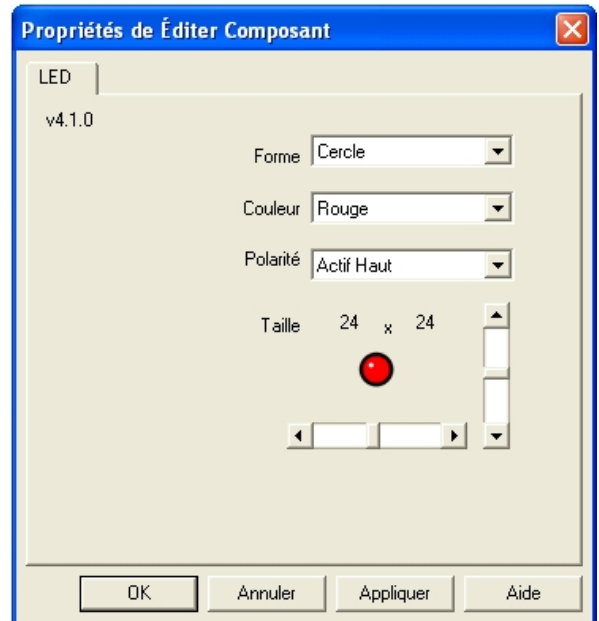 Propriétés de Éditer Composant
LED
v4.1.0
Forme Cercle
Couleur Rouge
Polarité Actif Haut
Taille 24 x 24
OK Annuler Appliquer Aide